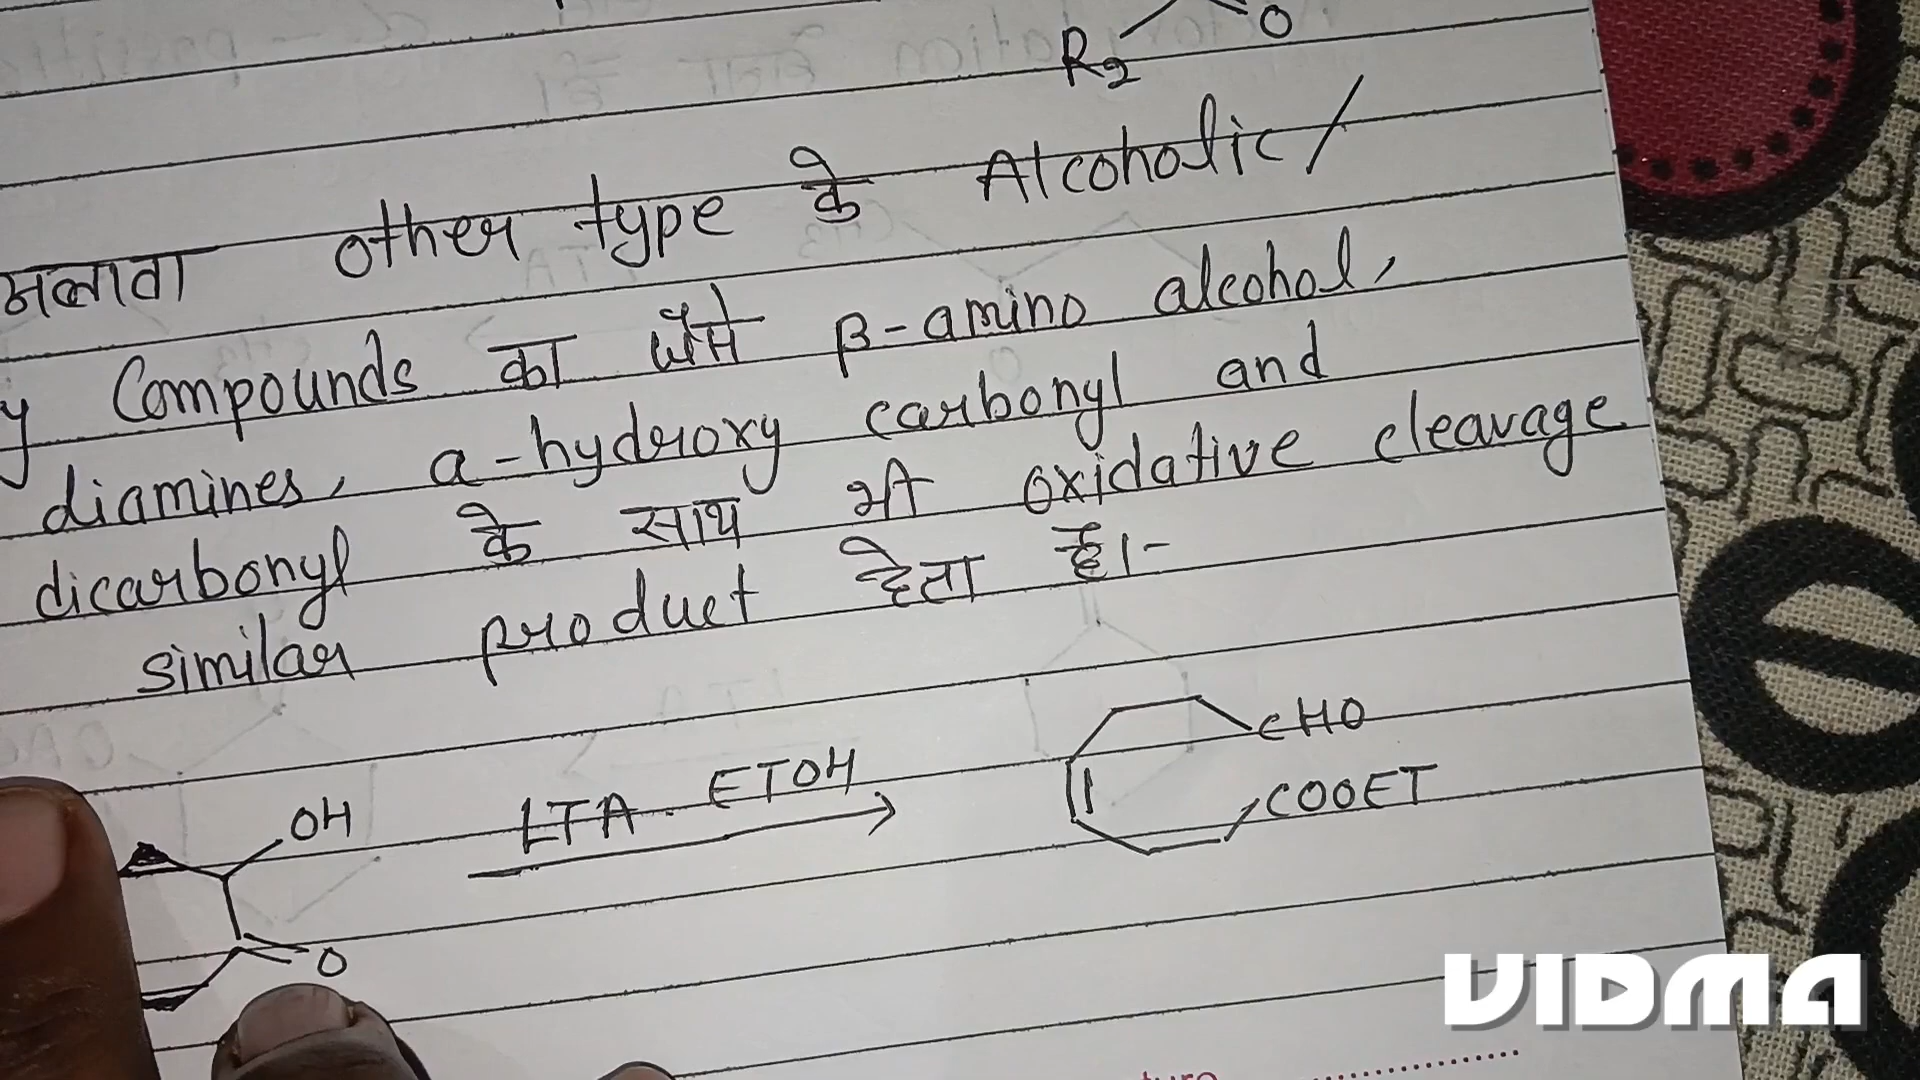 R2 O
अलावा other type के Alcoholic/
y Compounds का जैसे β-amino alcohol,
diamines, α-hydroxy carbonyl and
dicarbonyl के साथ भी oxidative cleavage
similar product देता है।-
CHO
LTA ETOH
COOET
OH
O
VIDMA